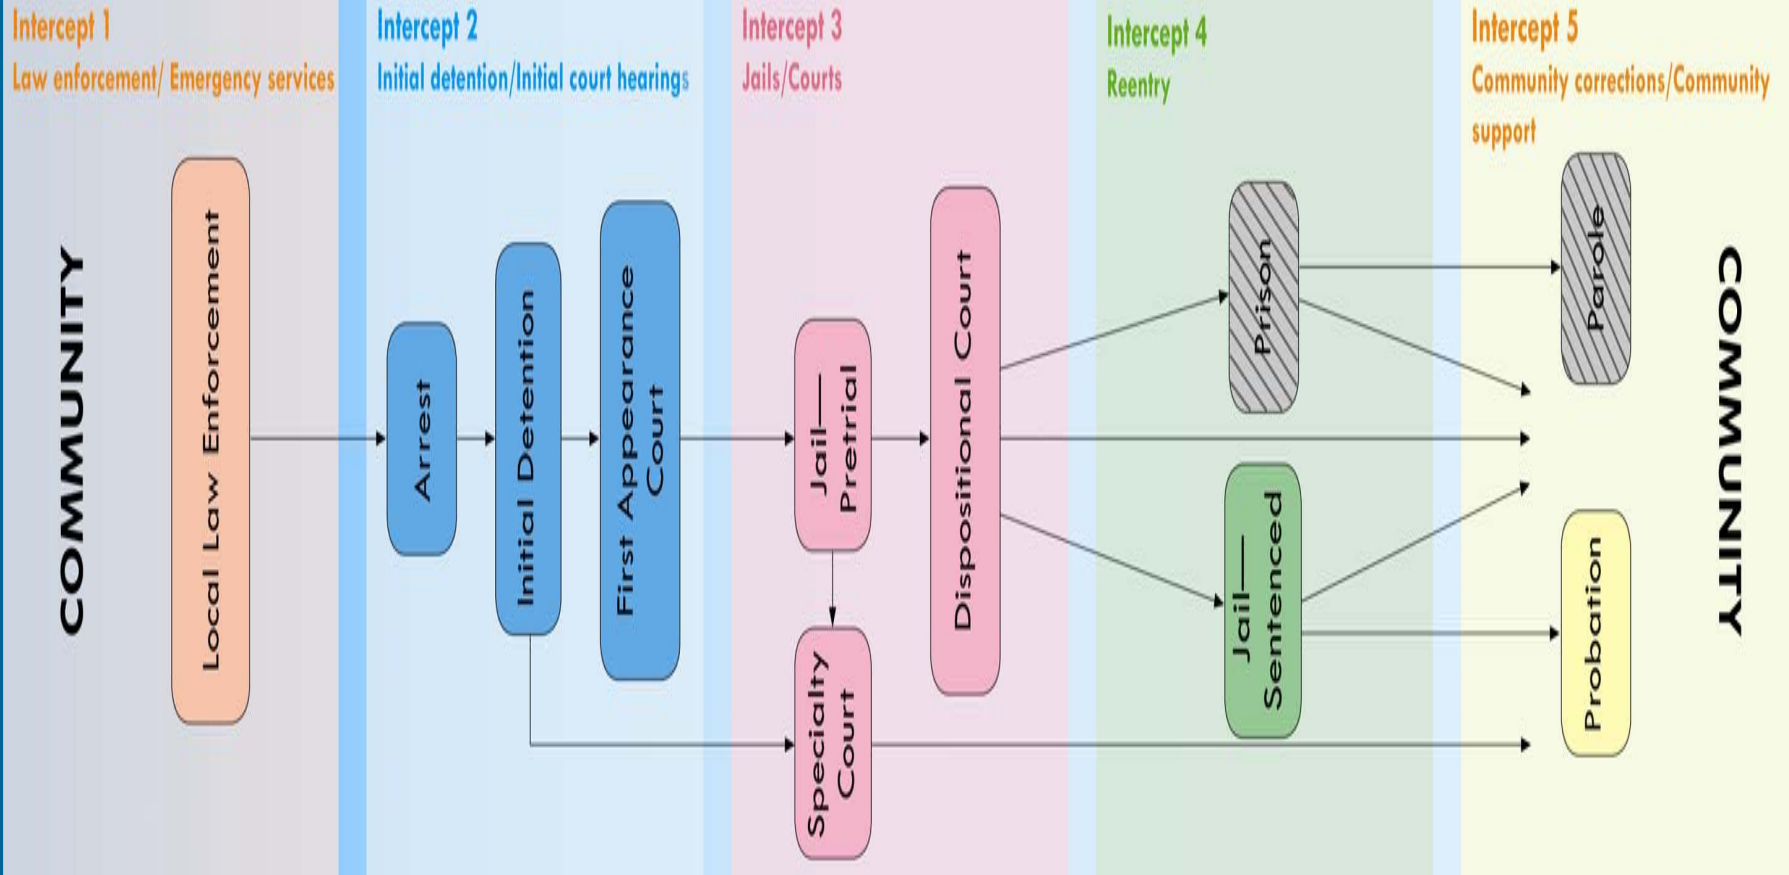 Intercept 1
Law enforcement/ Emergency services
COMMUNITY
Local Law Enforcement
Intercept 2
Initial detention/Initial court hearings
Arrest
Initial Detention
First Appearance
Court
Intercept 3
Jails/Courts
Jail—
Pretrial
Specialty
Court
Dispositional Court
Intercept 4
Reentry
Prison
Jail—
Sentenced
Intercept 5
Community corrections/Community
support
Parole
Probation
COMMUNITY